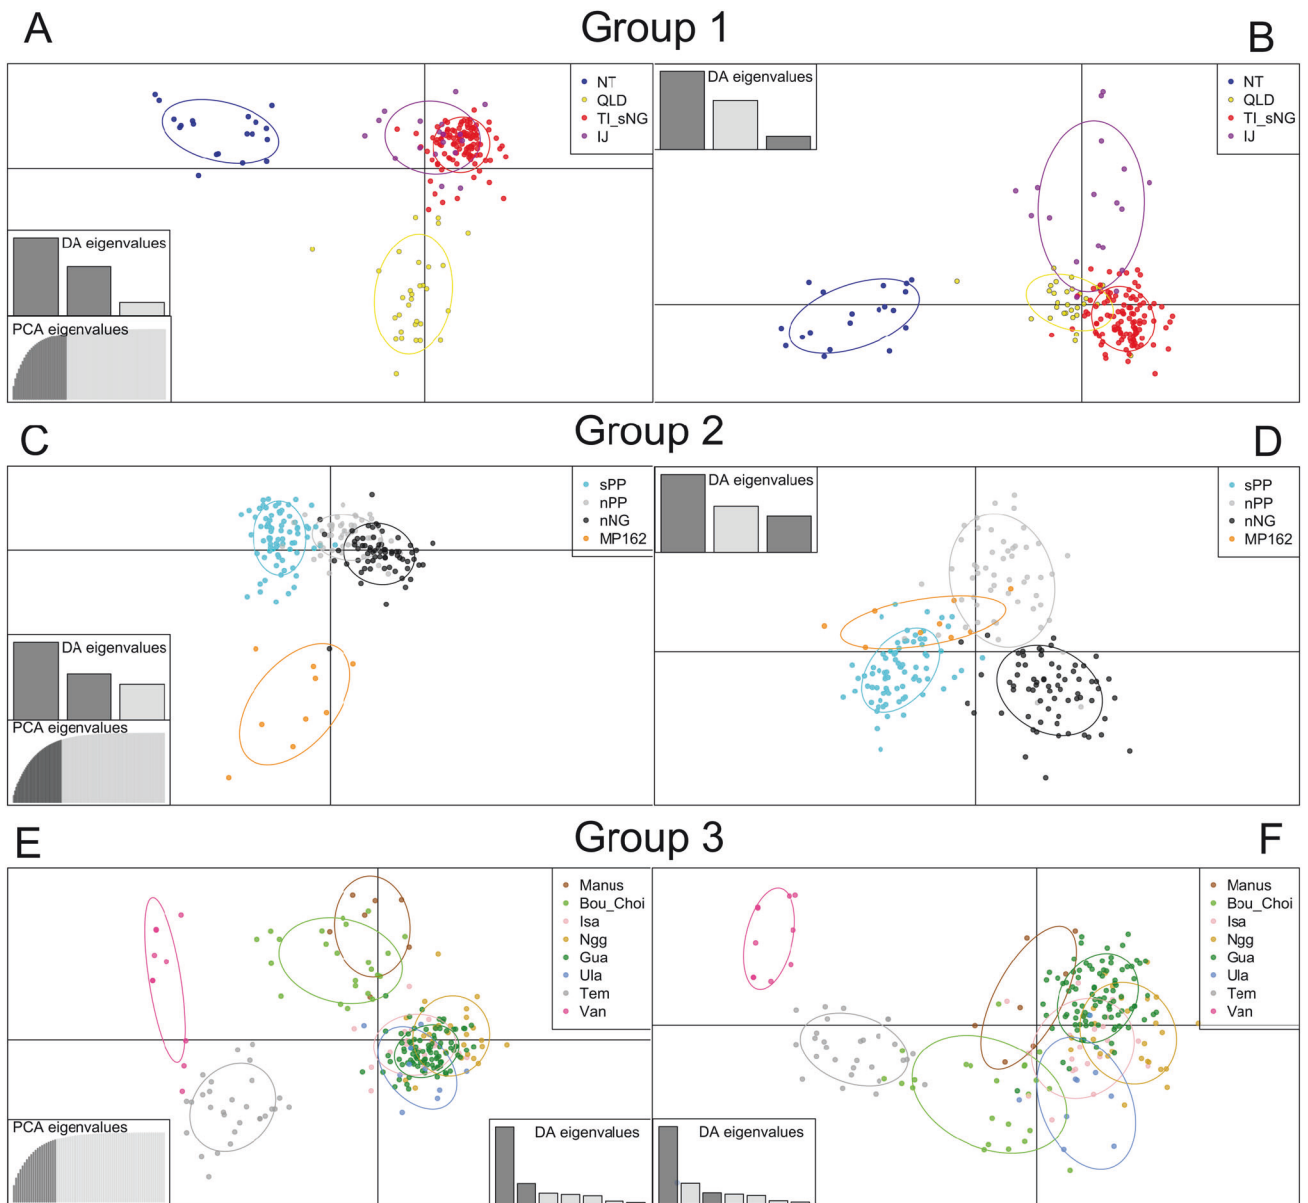 Group 1
A
B
NT
QLD
TI_sNG
IJ
DA eigenvalues
PCA eigenvalues
DA eigenvalues
NT
QLD
TI_sNG
IJ
Group 2
C
D
sPP
nPP
nNG
MP162
DA eigenvalues
PCA eigenvalues
DA eigenvalues
sPP
nPP
nNG
MP162
Group 3
E
F
Manus
Bou_Choi
Isa
Ngg
Gua
Ula
Tem
Van
PCA eigenvalues
DA eigenvalues
Manus
Bou_Choi
Isa
Ngg
Gua
Ula
Tem
Van
DA eigenvalues